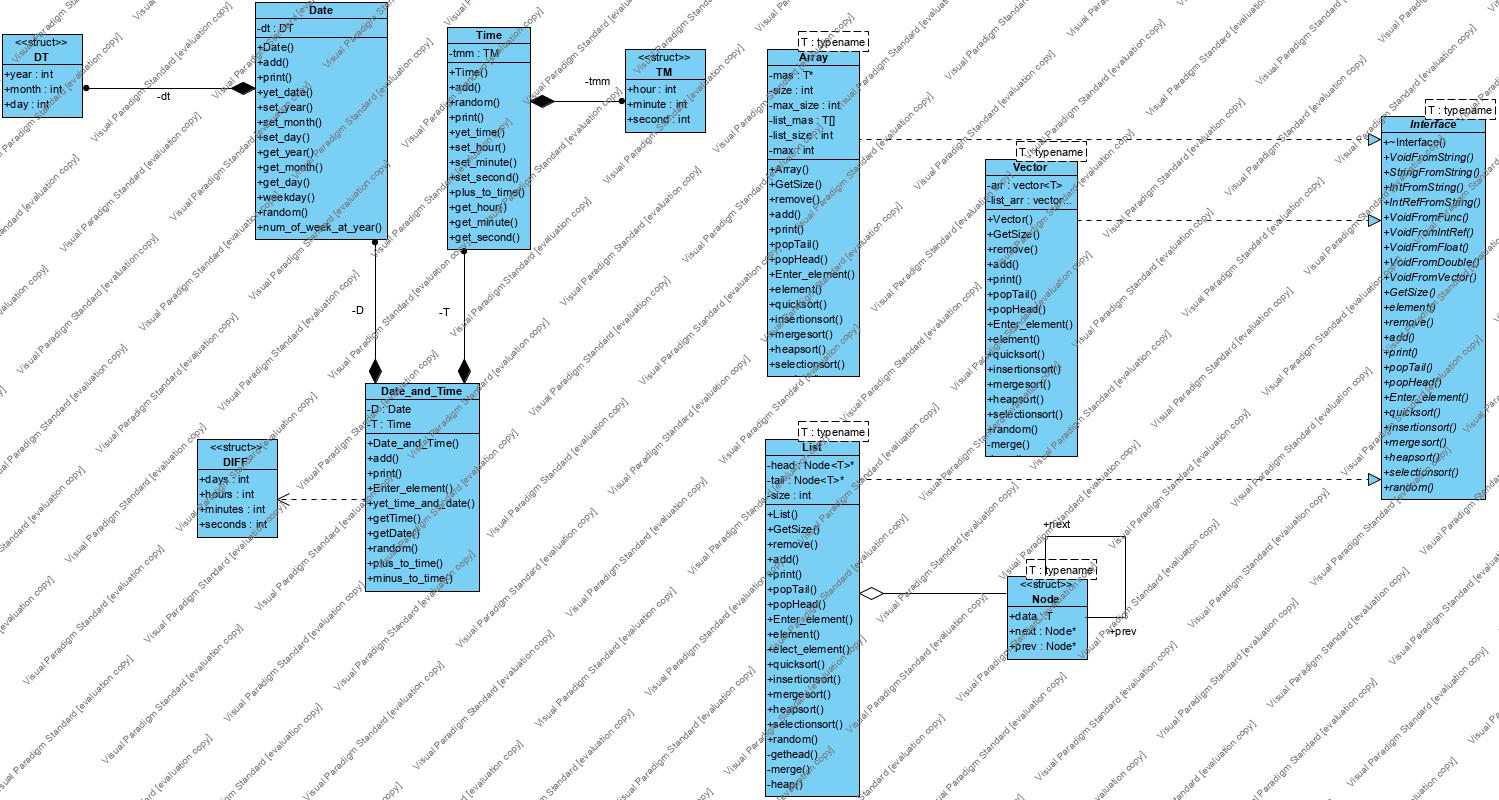 <<struct>>
DT
+year : int
+month : int
+day : int
-dt
Date
-dt : DT
+Date()
+add()
+print()
+yet_date()
+set_year()
+set_month()
+set_day()
+get_year()
+get_month()
+get_day()
+weekday()
+random()
+num_of_week_at_year()
Time
-tmm : TM
+Time()
+add()
+random()
+print()
+yet_time()
+set_hour()
+set_minute()
+set_second()
+plus_to_time()
+get_hour()
+get_minute()
+get_second()
-tmm
<<struct>>
TM
+hour : int
+minute : int
+second : int
-D
-T
Date_and_Time
-D : Date
-T : Time
+Date_and_Time()
+add()
+print()
+Enter_element()
+yet_time_and_date()
+getTime()
+getDate()
+random()
+plus_to_time()
+minus_to_time()
<<struct>>
DIFF
+days : int
+hours : int
+minutes : int
+seconds : int
T : typename
Array
-mas : T*
-size : int
-max_size : int
-list_mas : T[]
-list_size : int
-max : int
+Array()
+GetSize()
+remove()
+add()
+print()
+popTail()
+popHead()
+Enter_element()
+element()
+quicksort()
+insertionsort()
+mergesort()
+heapsort()
+selectionsort()
T : typename
Vector
-arr : vector<T>
-list_arr : vector...
+Vector()
+GetSize()
+remove()
+add()
+print()
+popTail()
+popHead()
+Enter_element()
+element()
+quicksort()
+insertionsort()
+mergesort()
+heapsort()
+selectionsort()
+random()
-merge()
T : typename
Interface
+~Interface()
+VoidFromString()
+StringFromString()
+IntFromString()
+IntRefFromString()
+VoidFromFunc()
+VoidFromIntRef()
+VoidFromFloat()
+VoidFromDouble()
+VoidFromVector()
+GetSize()
+element()
+remove()
+add()
+print()
+popTail()
+popHead()
+Enter_element()
+quicksort()
+insertionsort()
+mergesort()
+heapsort()
+selectionsort()
+random()
T : typename
List
-head : Node<T>*
-tail : Node<T>*
-size : int
+List()
+GetSize()
+remove()
+add()
+print()
+popTail()
+popHead()
+Enter_element()
+element()
+elect_element()
+quicksort()
+insertionsort()
+mergesort()
+heapsort()
+selectionsort()
+random()
-gethead()
-merge()
-heap()
+next
T : typename
<<struct>>
Node
+data : T
+next : Node*
+prev : Node*
+prev
Visual Paradigm Standard [evaluation copy]